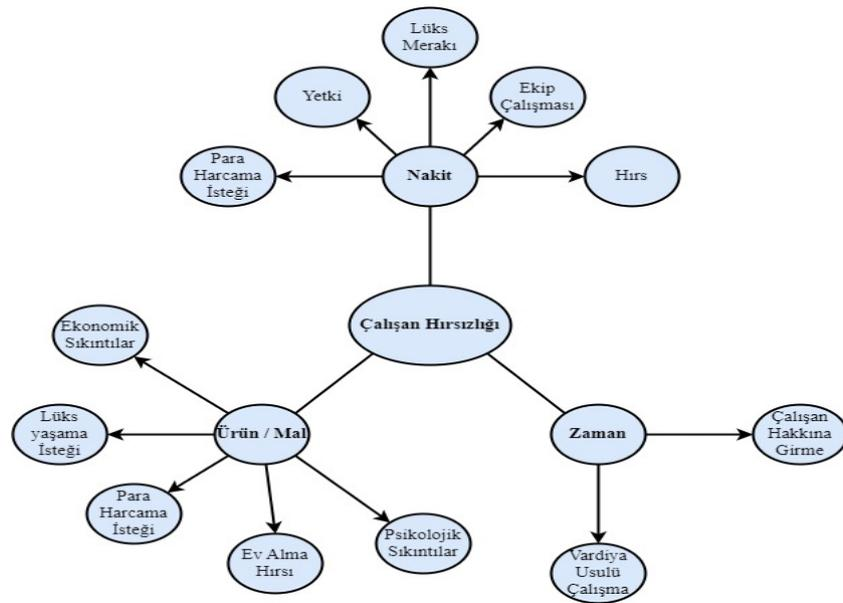 Lüks
Merakı
Yetki
Ekip
Çalışması
Para
Harcama
İsteği
Nakit
Hırs
Çalışan Hırsızlığı
Ekonomik
Sıkıntılar
Lüks
yaşama
İsteği
Ürün / Mal
Zaman
Çalışan
Hakkına
Girme
Para
Harcama
İsteği
Ev Alma
Hırsı
Psikolojik
Sıkıntılar
Vardiya
Usulü
Çalışma